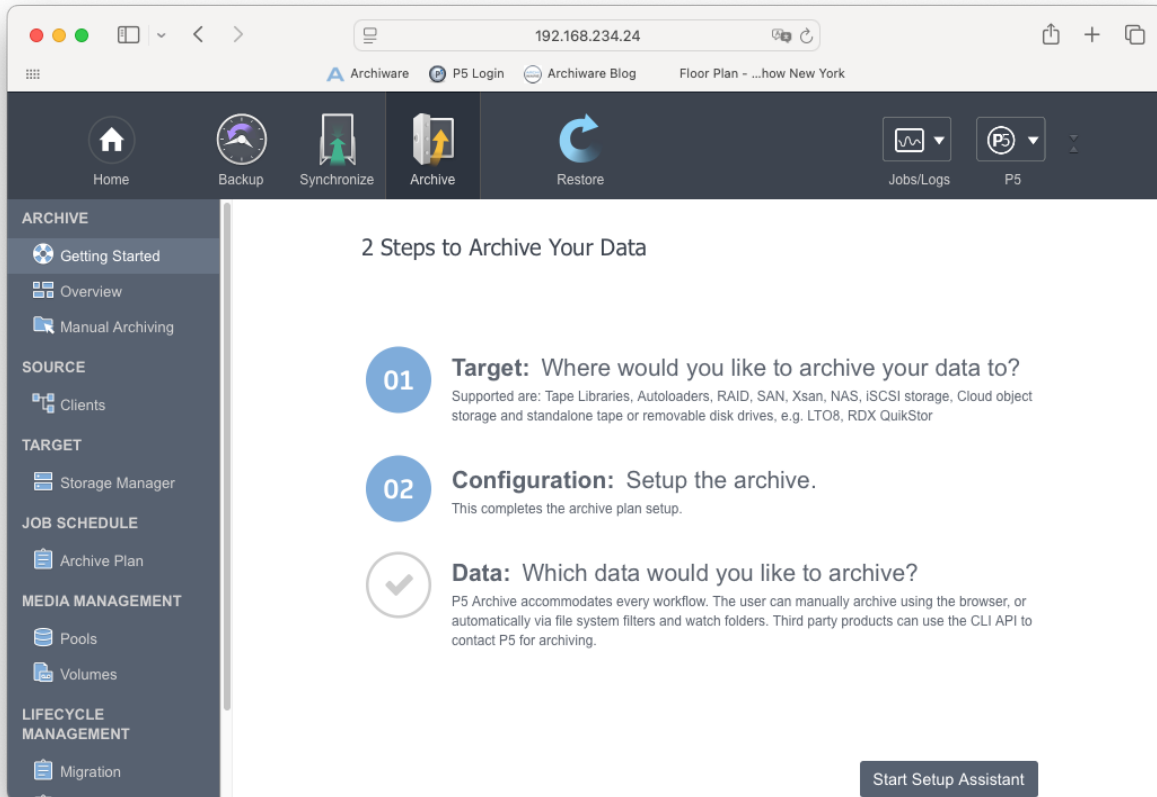 192.168.234.24
Archiware
P5 Login
Archiware Blog
Floor Plan - ...how New York
Home
Backup
Synchronize
Archive
Restore
Jobs/Logs
P5
P5
ARCHIVE
Getting Started
Overview
Manual Archiving
SOURCE
Clients
TARGET
Storage Manager
JOB SCHEDULE
Archive Plan
MEDIA MANAGEMENT
Pools
Volumes
LIFECYCLE
MANAGEMENT
Migration
2 Steps to Archive Your Data
01
Target: Where would you like to archive your data to?
Supported are: Tape Libraries, Autoloaders, RAID, SAN, Xsan, NAS, iSCSI storage, Cloud object
storage and standalone tape or removable disk drives, e.g. LTO8, RDX QuikStor
02
Configuration: Setup the archive.
This completes the archive plan setup.
Data: Which data would you like to archive?
P5 Archive accommodates every workflow. The user can manually archive using the browser, or
automatically via file system filters and watch folders. Third party products can use the CLI API to
contact P5 for archiving.
Start Setup Assistant